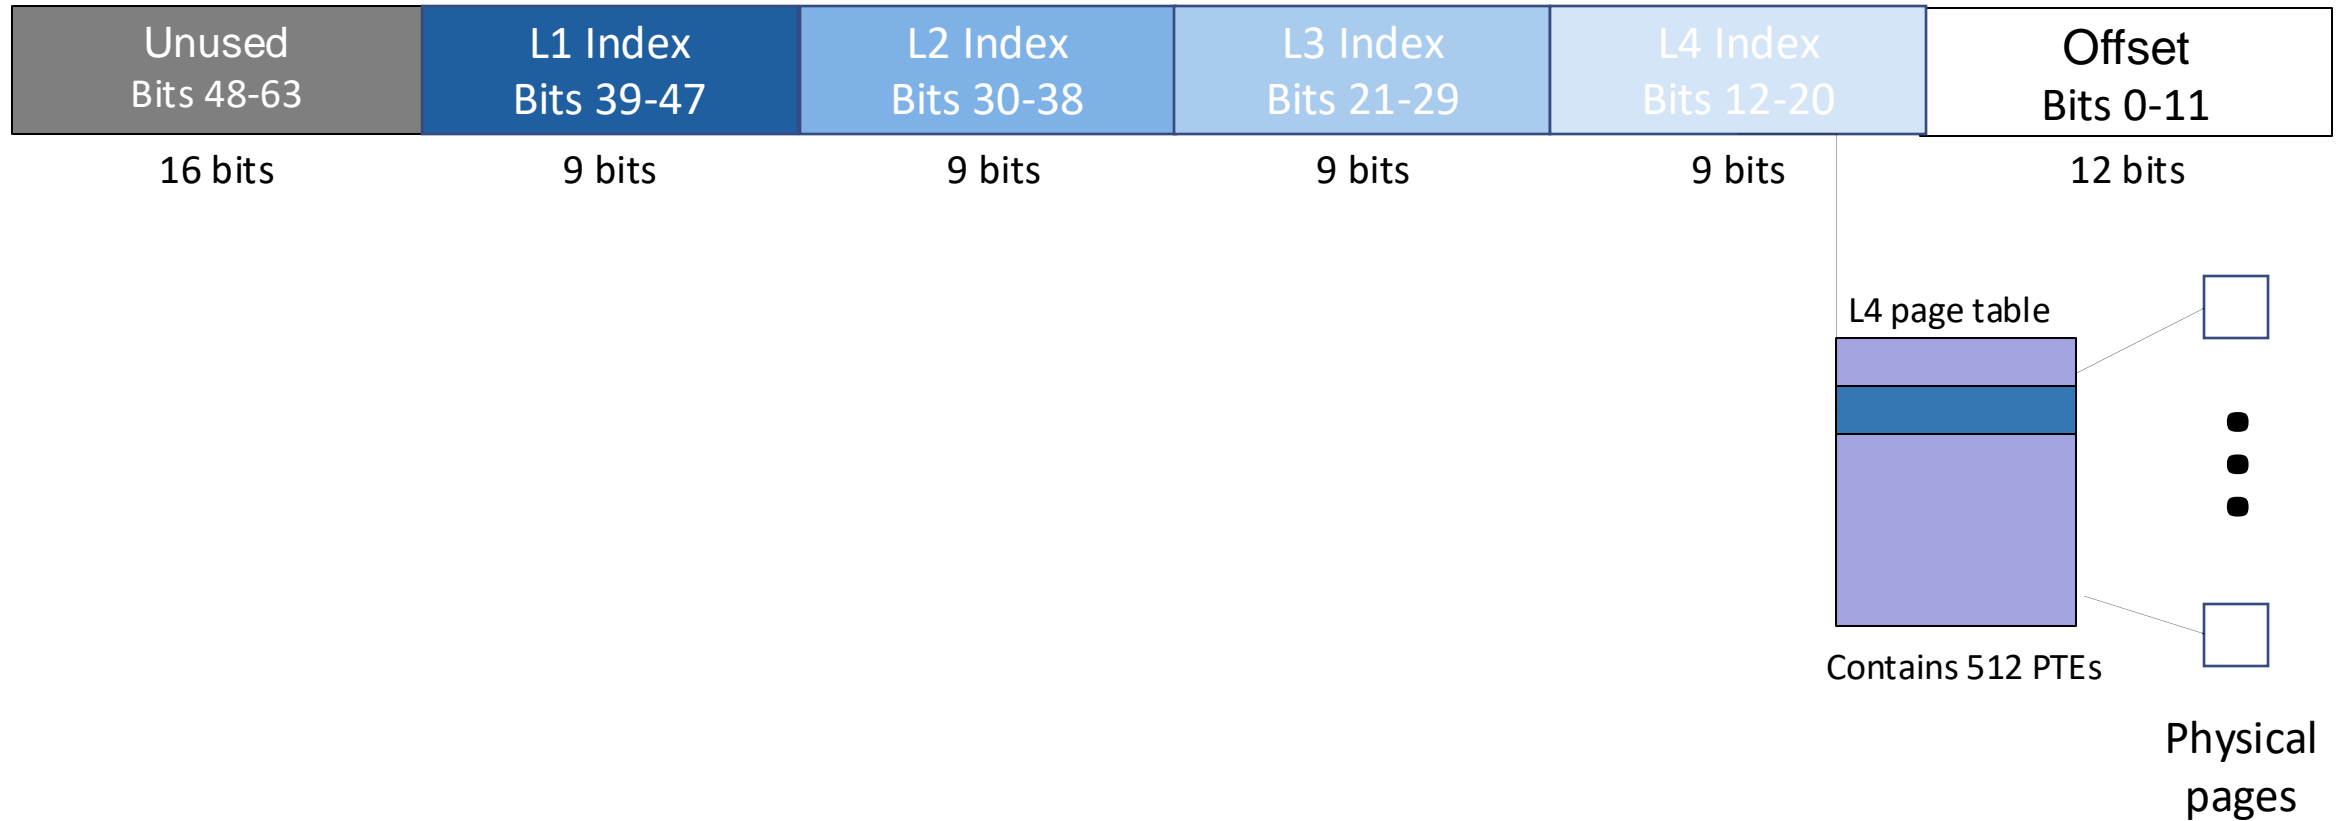 Unused
Bits 48-63
L1 Index
Bits 39-47
L2 Index
Bits 30-38
L3 Index
Bits 21-29
L4 Index
Bits 12-20
Offset
Bits 0-11
16 bits
9 bits
9 bits
9 bits
9 bits
12 bits
L4 page table
Contains 512 PTEs
Physical
pages